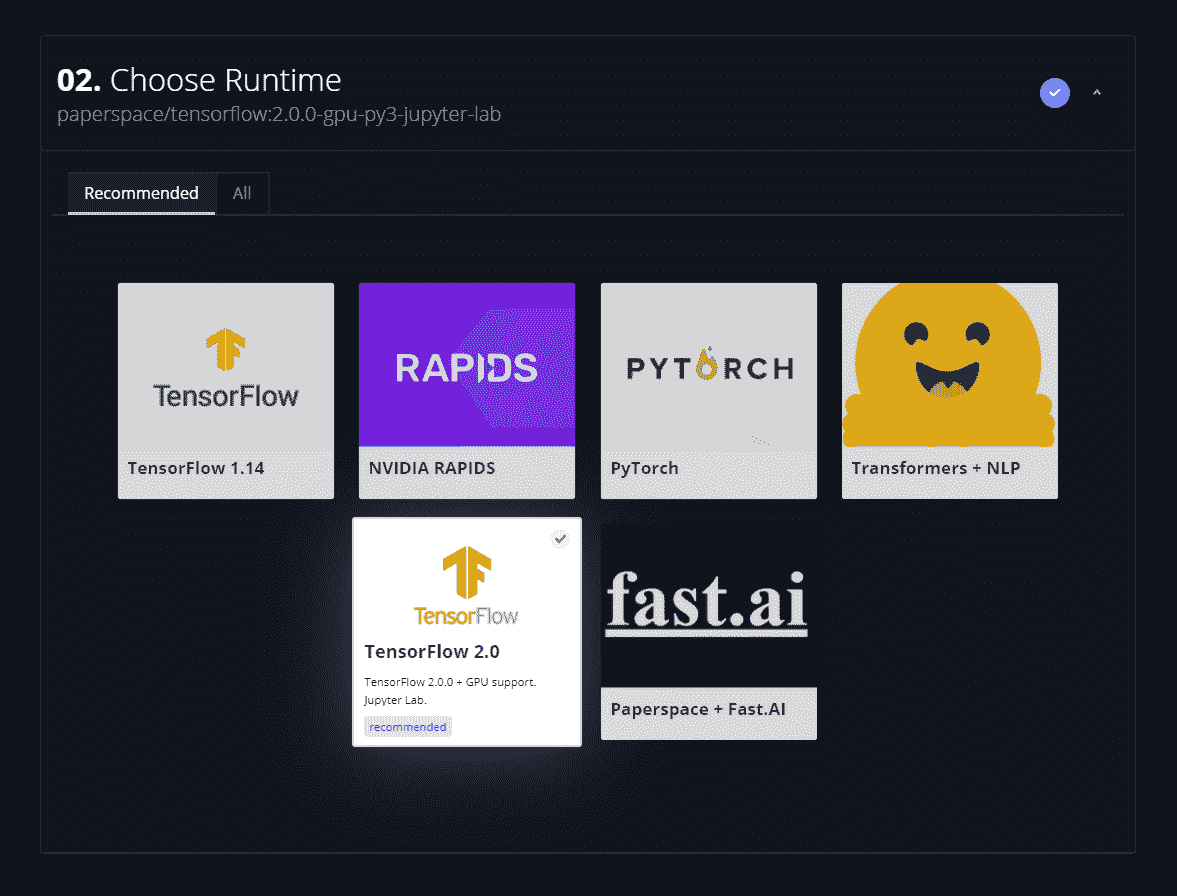 02. Choose Runtime
paperspace/tensorflow:2.0.0-gpu-py3-jupyter-lab
Recommended
All
TensorFlow
RAPIDS
PYTORCH
TensorFlow 1.14
NVIDIA RAPIDS
PyTorch
Transformers + NLP
TensorFlow
TensorFlow 2.0
TensorFlow 2.0.0 + GPU support.
Jupyter Lab.
recommended
fast.ai
Paperspace + Fast.AI